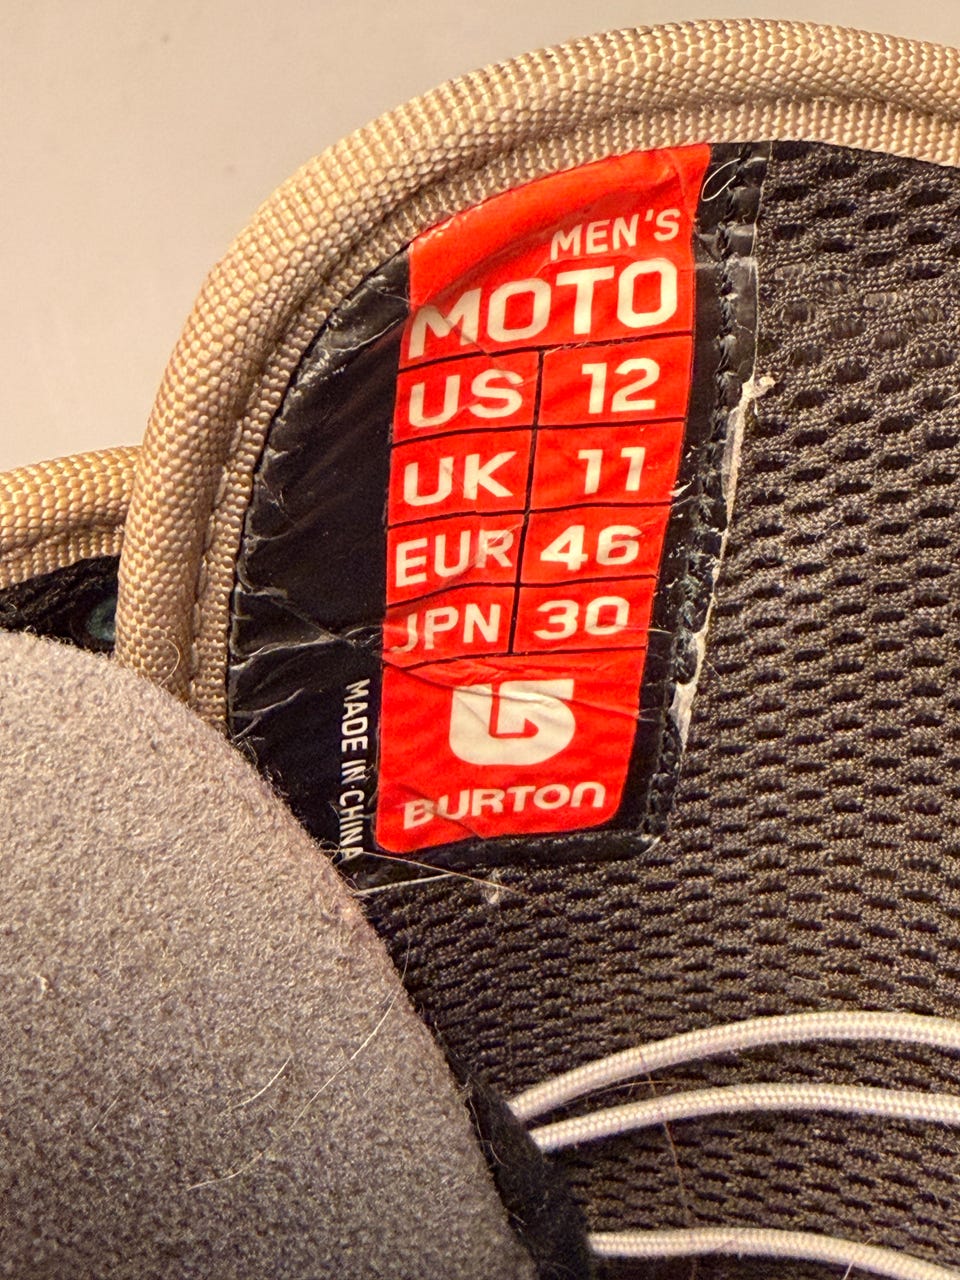 MEN'S
MOTO
US 12
UK 11
EUR 46
JPN 30
BURTON
MADE IN CHINA